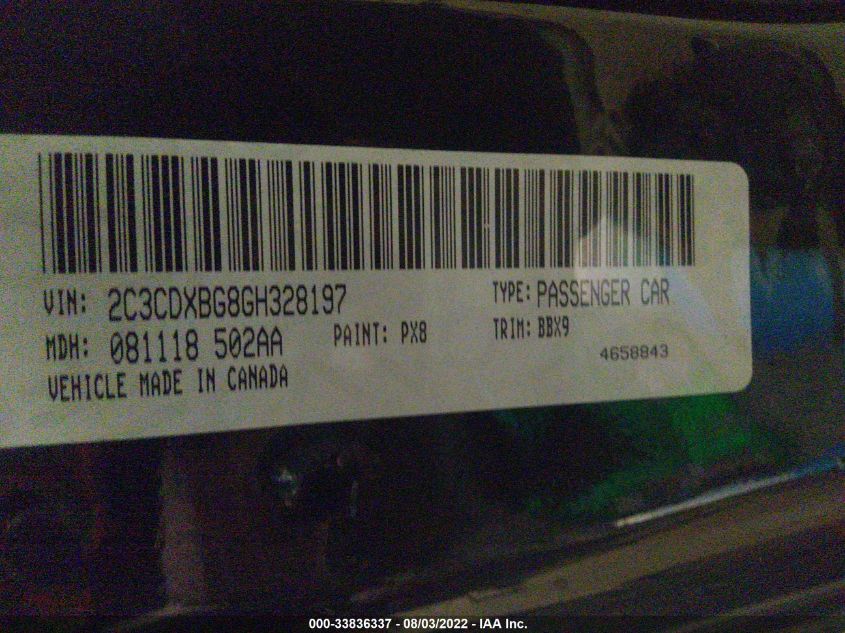 VIN: 2C3CDXBG8GH328197 TYPE: PASSENGER CAR
MDH: 081118 502AA PAINT: PX8 TRIM: BBX9
4658843
VEHICLE MADE IN CANADA
000-33836337 - 08/03/2022 - IAA Inc.